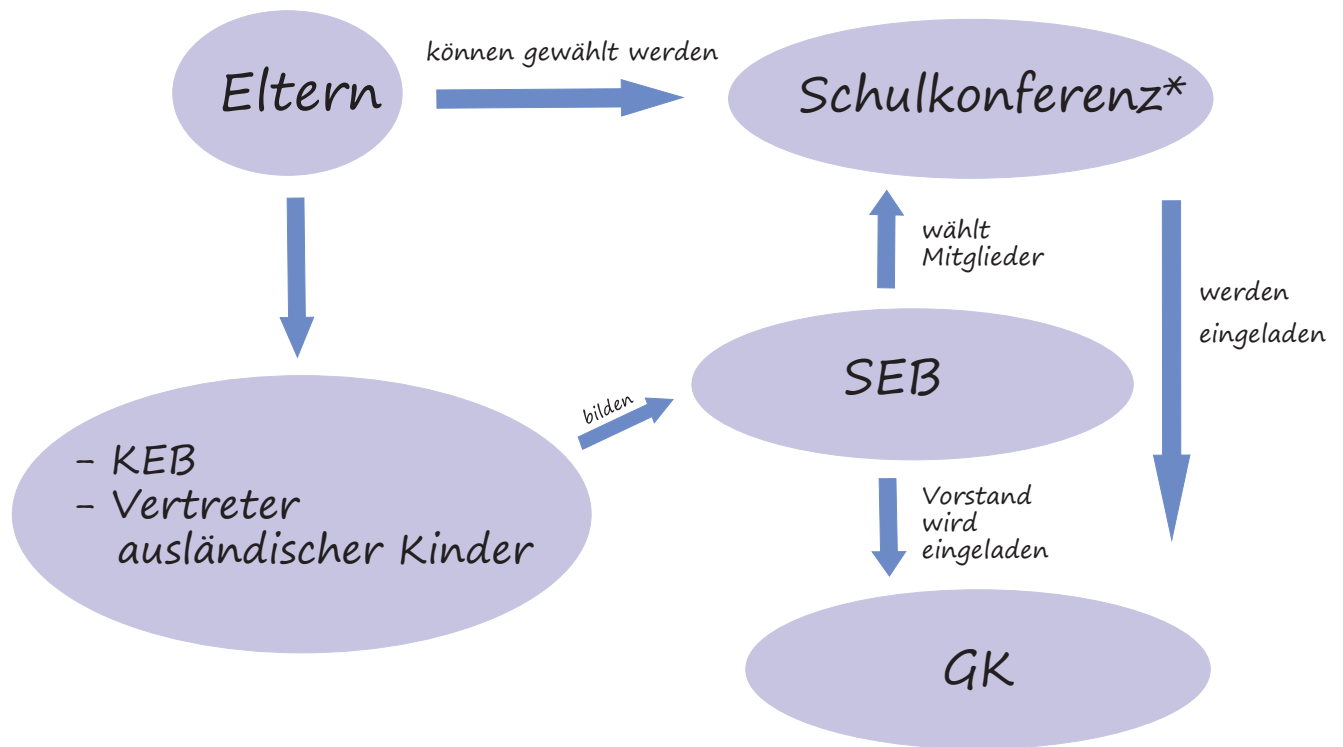 Eltern
können gewählt werden
Schulkonferenz*
wählt
Mitglieder
werden
eingeladen
SEB
bilden
- KEB
- Vertreter
ausländischer Kinder
Vorstand
wird
eingeladen
GK